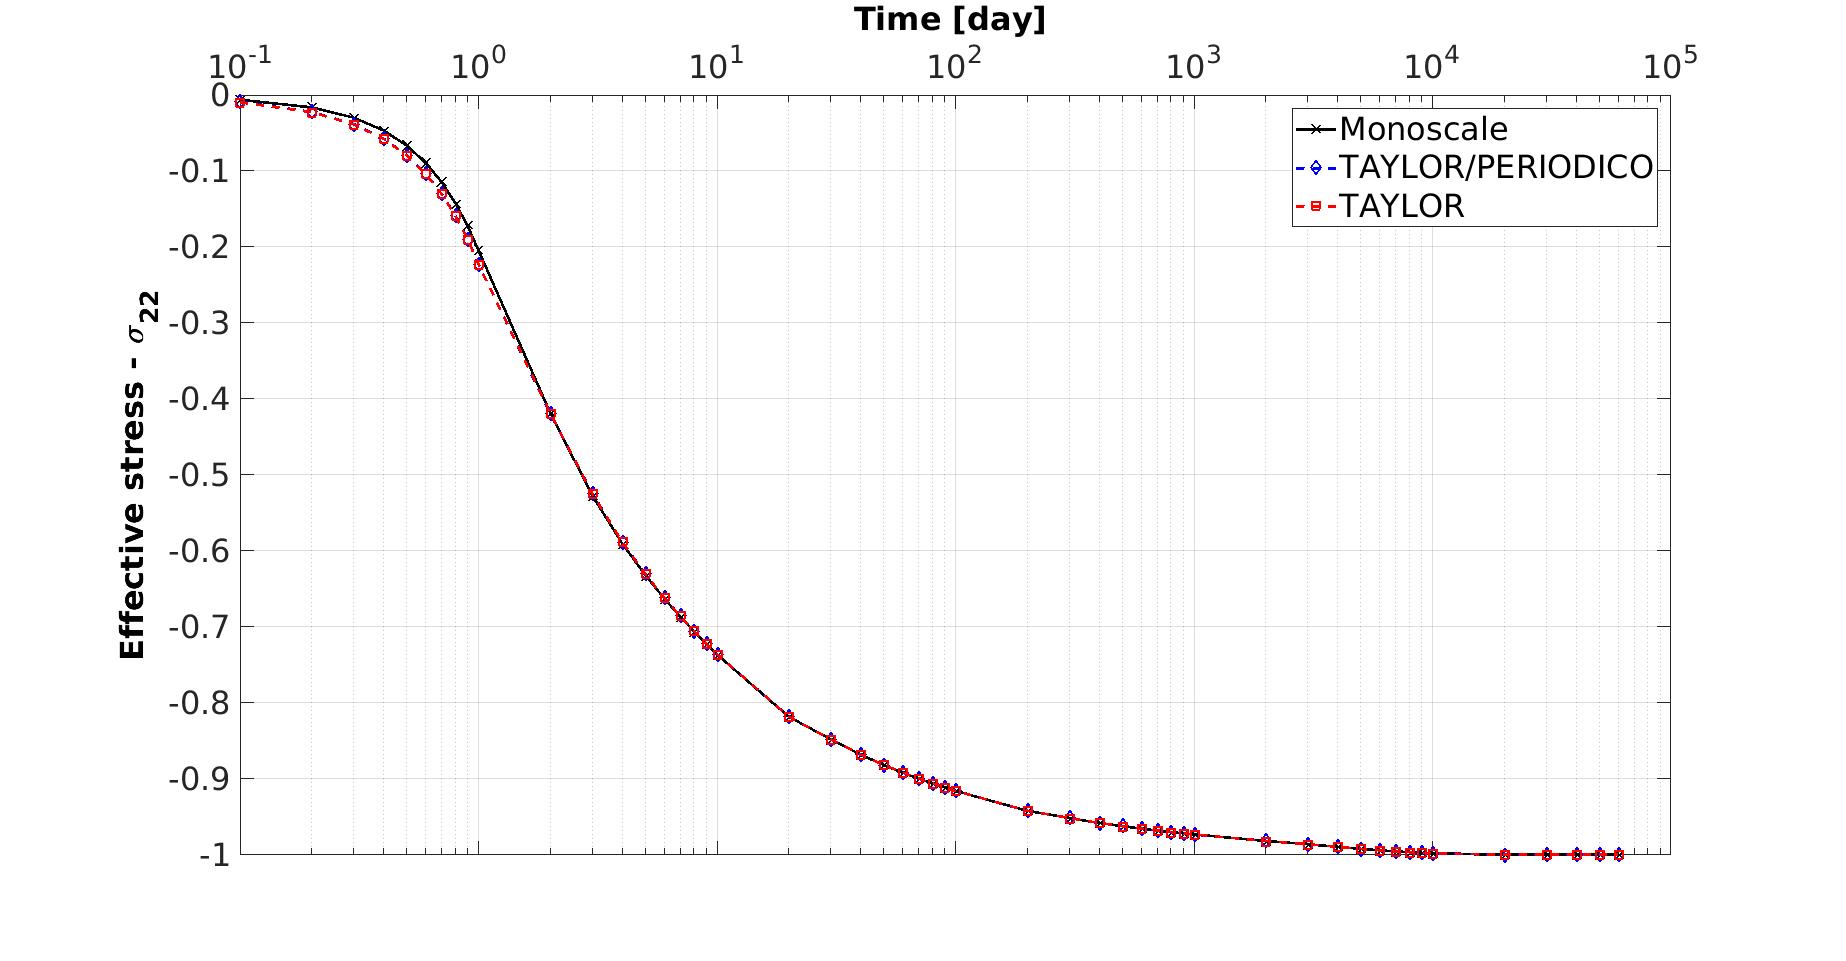 Time [day]
10^-1 10^0 10^1 10^2 10^3 10^4 10^5
0
-0.1
-0.2
-0.3
-0.4
-0.5
-0.6
-0.7
-0.8
-0.9
-1
Effective stress - σ22
Monoscale
TAYLOR/PERIODICO
TAYLOR